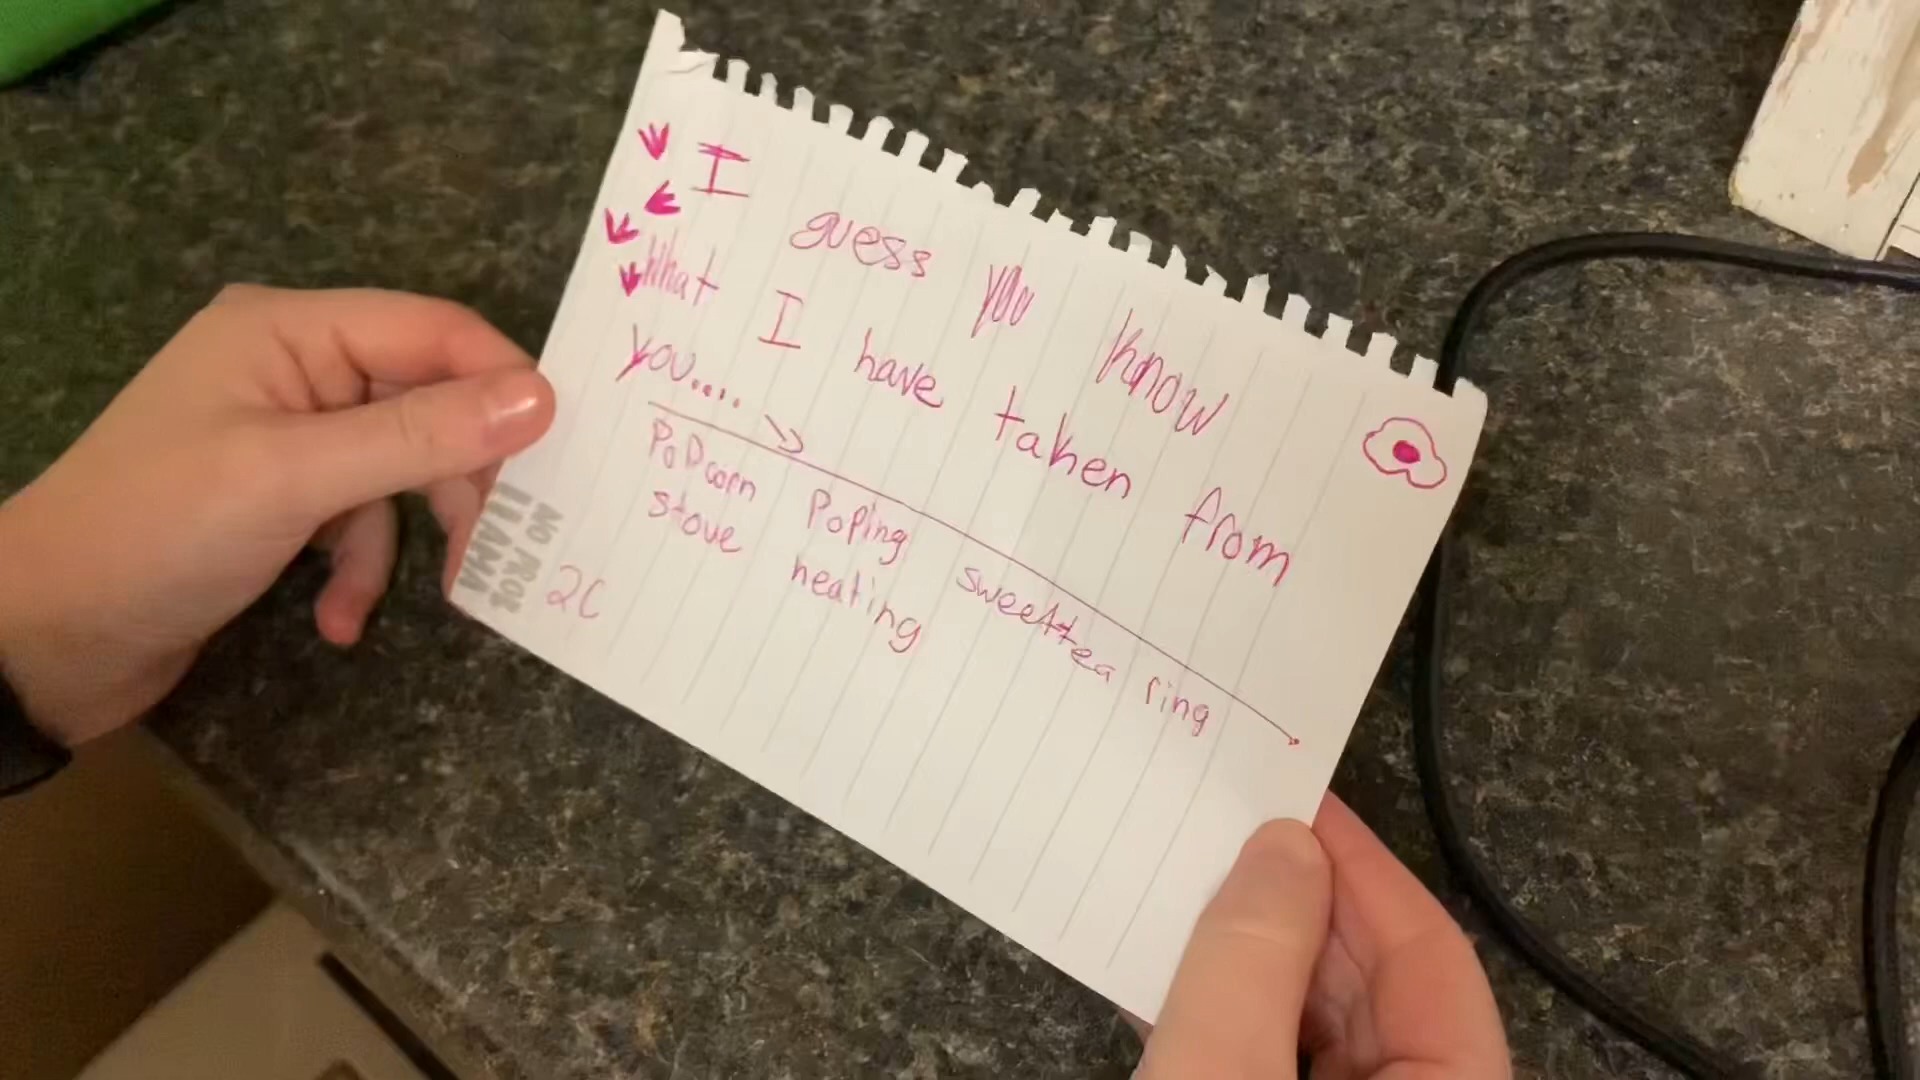 I guess you know
What I have taken from
you....
PoPcorn PoPing sweettea ring
stove heating
2C
NO PROB
LLAMA